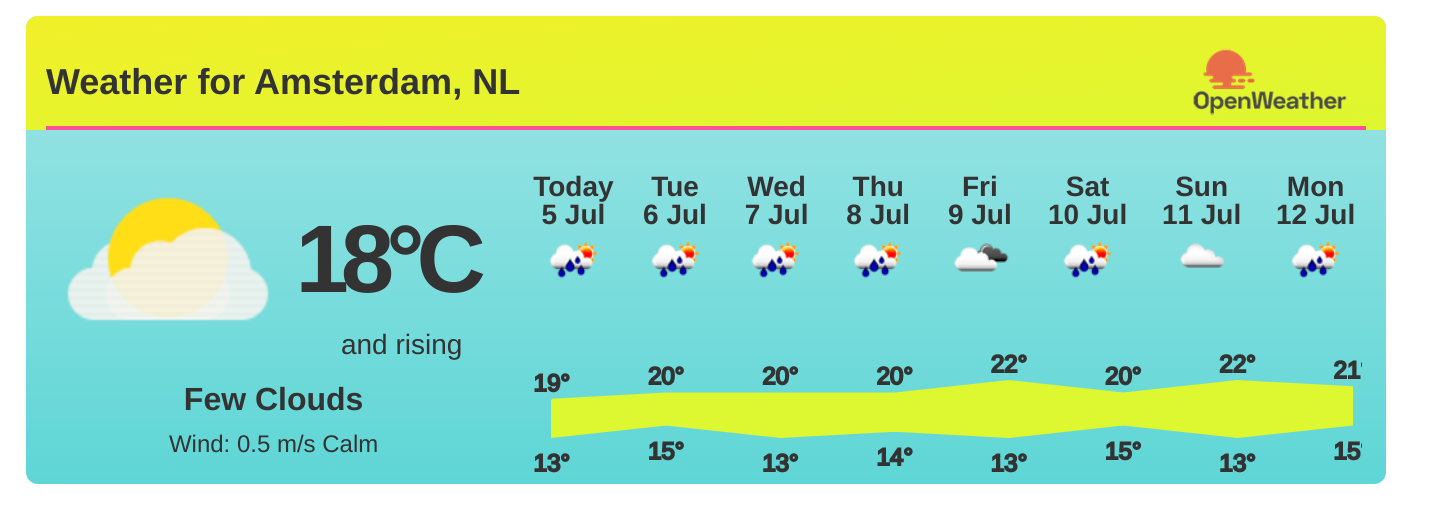 Weather for Amsterdam, NL
OpenWeather
18°C
and rising
Few Clouds
Wind: 0.5 m/s Calm
Today Tue Wed Thu Fri Sat Sun Mon
5 Jul 6 Jul 7 Jul 8 Jul 9 Jul 10 Jul 11 Jul 12 Jul
19° 20° 20° 20° 22° 20° 22° 21°
13° 15° 13° 14° 13° 15° 13° 15